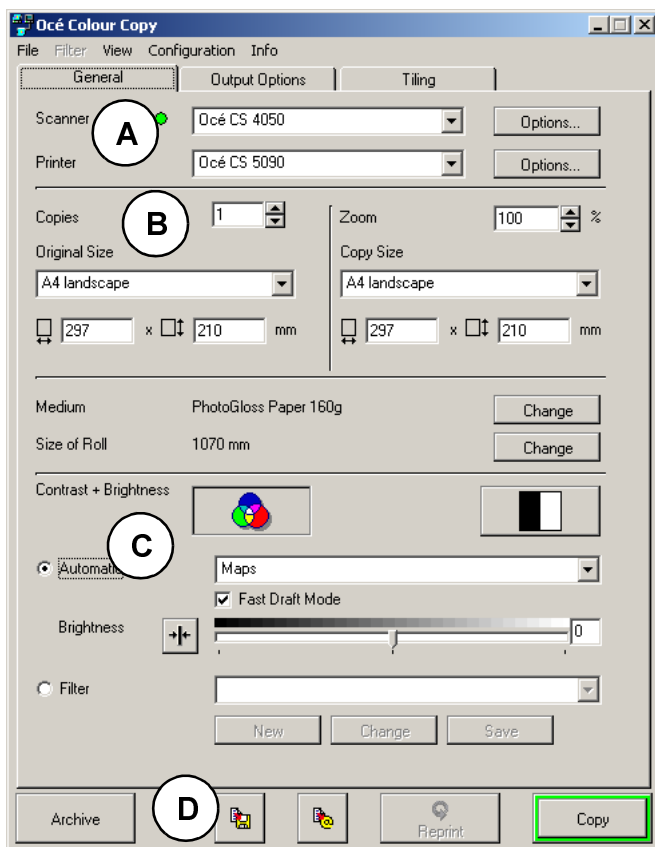 Océ Colour Copy
File Filter View Configuration Info
General Output Options Tiling
Scanner A Océ CS 4050 Options...
Printer Océ CS 5090 Options...
Copies B 1 Zoom 100 %
Original Size Copy Size
A4 landscape A4 landscape
297 x 210 mm 297 x 210 mm
Medium PhotoGloss Paper 160g Change
Size of Roll 1070 mm Change
Contrast + Brightness
C
Automatic Maps
Fast Draft Mode
Brightness 0
Filter
New Change Save
Archive D Reprint Copy